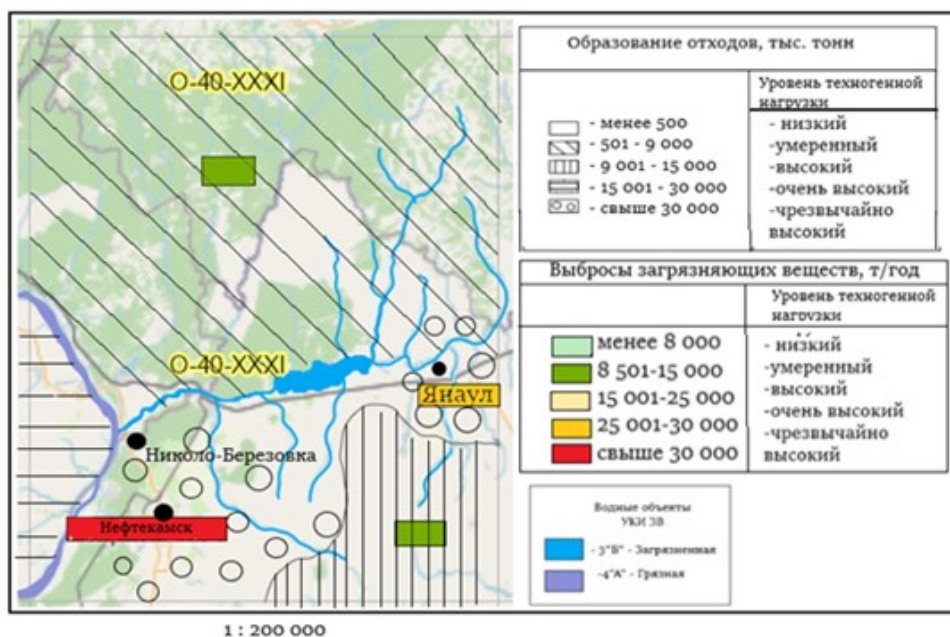 О-40-XXXI
О-40-XXXI
Янаул
Николо-Березовка
Нефтекамск
1 : 200 000
Образование отходов, тыс. тонн
Уровень техногенной
нагрузки
- менее 500
- 501 - 9 000
- 9 001 - 15 000
- 15 001 - 30 000
- свыше 30 000
- низкий
-умеренный
-высокий
-очень высокий
-чрезвычайно
высокий
Выбросы загрязняющих веществ, т/год
Уровень техногенной
нагрузки
менее 8 000
8 501-15 000
15 001-25 000
25 001-30 000
свыше 30 000
- низкий
-умеренный
-высокий
-очень высокий
-чрезвычайно
высокий
Водные объекты
УКИ ЗВ
- 3"Б" - Загрязненная
-4"А" - Грязная